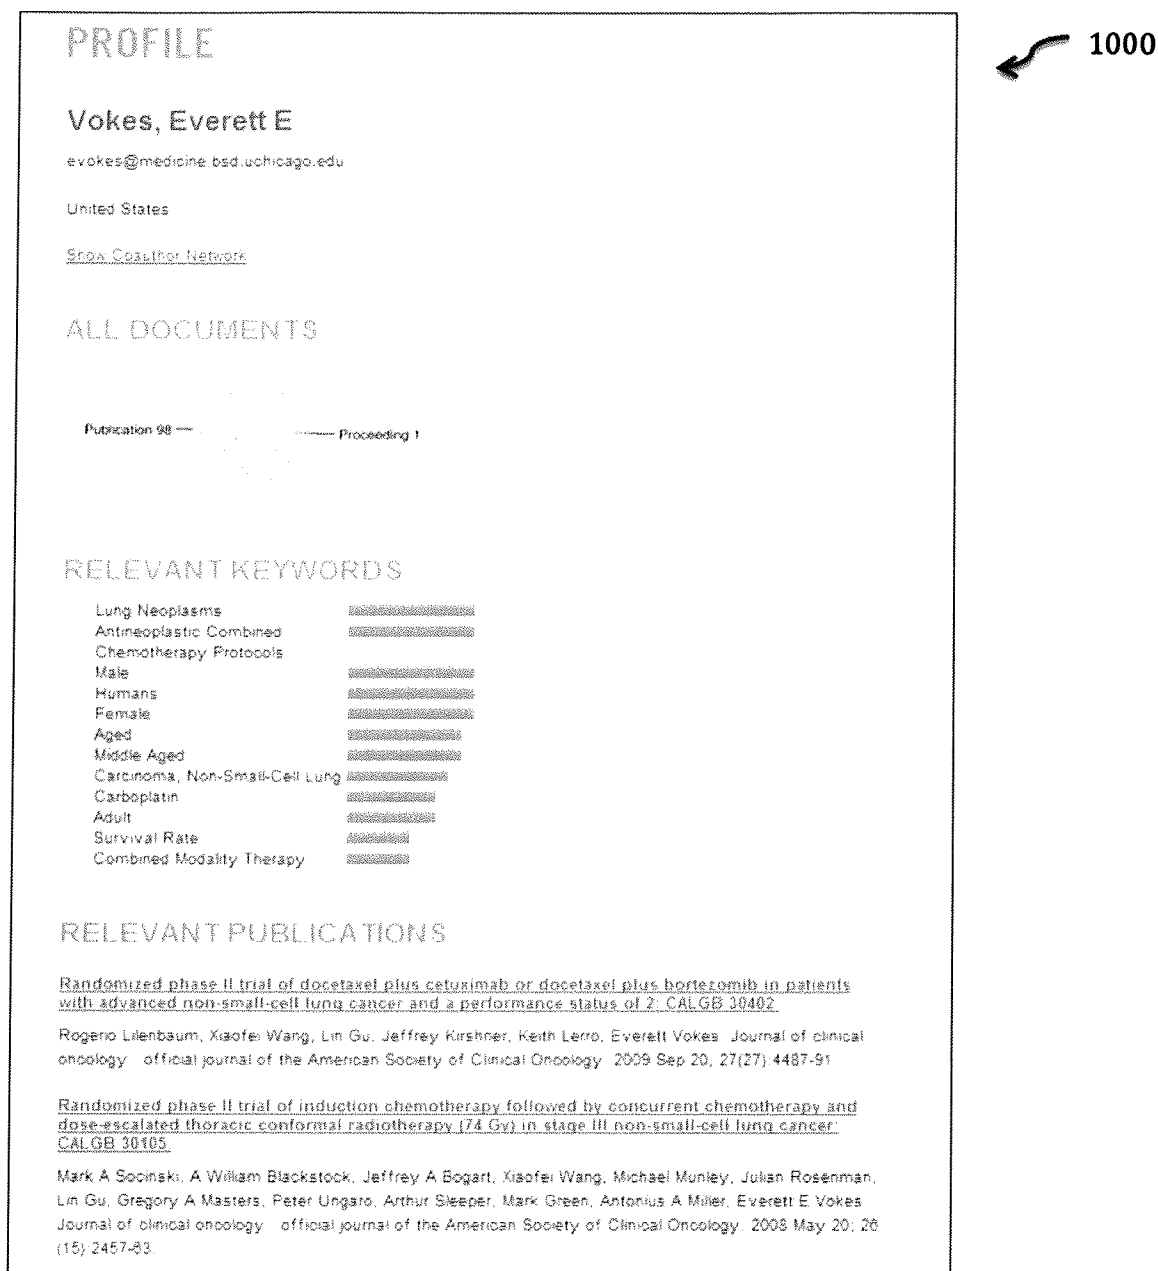 PROFILE
1000
Vokes, Everett E
evokes@medicine.bsd.uchicago.edu
United States
Show Coauthor Network
ALL DOCUMENTS
Publication 98
Proceeding 1
RELEVANT KEYWORDS
Lung Neoplasms
Antineoplastic Combined
Chemotherapy Protocols
Male
Humans
Female
Aged
Middle Aged
Carcinoma, Non-Small-Cell Lung
Carboplatin
Adult
Survival Rate
Combined Modality Therapy
RELEVANT PUBLICATIONS
Randomized phase II trial of docetaxel plus cetuximab or docetaxel plus bortezomib in patients
with advanced non-small-cell lung cancer and a performance status of 2: CALGB 30402.
Rogerio Lilenbaum, Xiaofei Wang, Lin Gu, Jeffrey Kirshner, Keith Lerro, Everett Vokes Journal of clinical
oncology official journal of the American Society of Clinical Oncology 2009 Sep 20, 27(27) 4487-91
Randomized phase II trial of induction chemotherapy followed by concurrent chemotherapy and
dose-escalated thoracic conformal radiotherapy (74 Gy) in stage III non-small-cell lung cancer:
CALGB 30105.
Mark A Socinski, A William Blackstock, Jeffrey A Bogart, Xiaofei Wang, Michael Munley, Julian Rosenman,
Lin Gu, Gregory A Masters, Peter Ungaro, Arthur Sleeper, Mark Green, Antonius A Miller, Everett E Vokes
Journal of clinical oncology official journal of the American Society of Clinical Oncology. 2008 May 20; 26
(15) 2457-63.